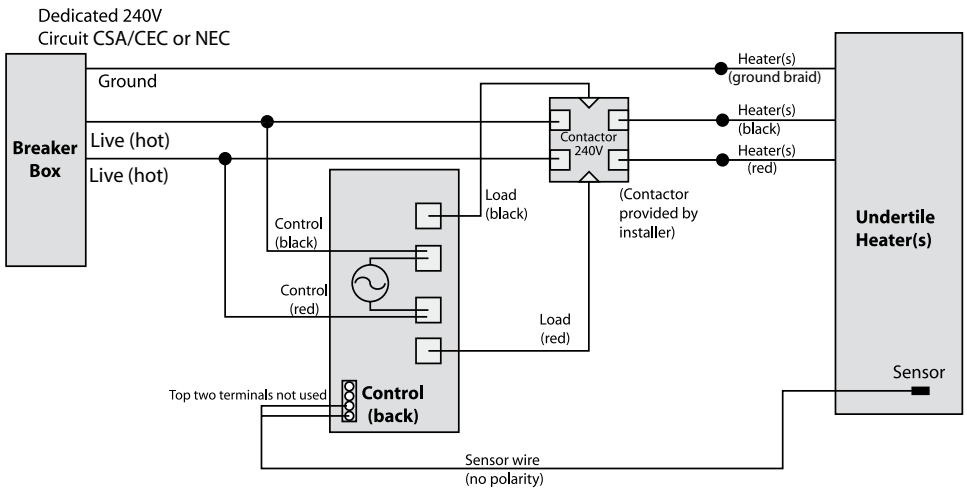 Dedicated 240V
Circuit CSA/CEC or NEC
Ground
Live (hot)
Live (hot)
Breaker
Box
Heater(s)
(ground braid)
Heater(s)
(black)
Heater(s)
(red)
Contactor
240V
(Contactor
provided by
installer)
Load
(black)
Control
(black)
Control
(red)
Load
(red)
Undertile
Heater(s)
Sensor
Top two terminals not used
Control
(back)
Sensor wire
(no polarity)